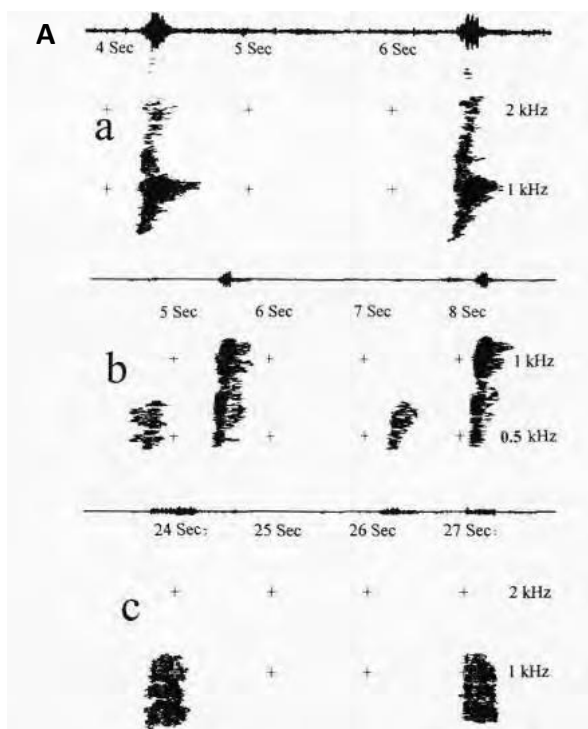 A
4 Sec 5 Sec 6 Sec
2 kHz
a
1 kHz
5 Sec 6 Sec 7 Sec 8 Sec
1 kHz
b
0.5 kHz
24 Sec: 25 Sec 26 Sec 27 Sec:
2 kHz
c
1 kHz